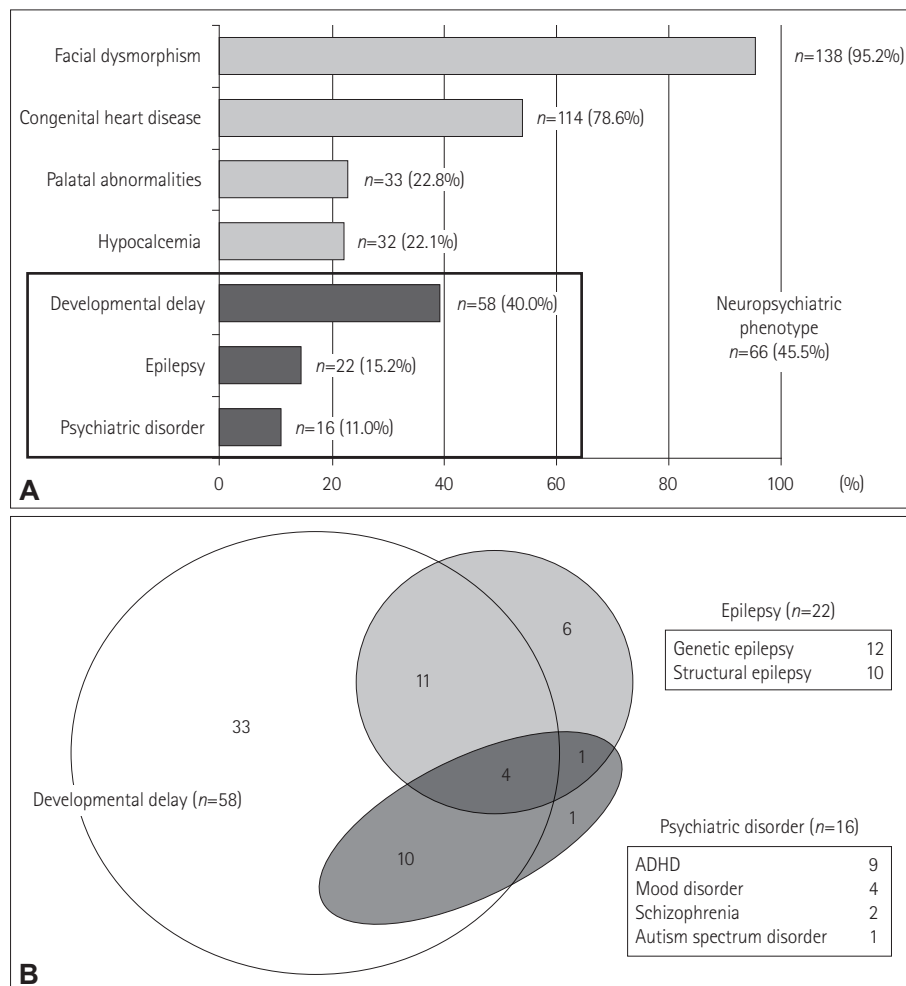 Facial dysmorphism
n=138 (95.2%)
Congenital heart disease
n=114 (78.6%)
Palatal abnormalities
n=33 (22.8%)
Hypocalcemia
n=32 (22.1%)
Developmental delay
n=58 (40.0%)
Neuropsychiatric
phenotype
n=66 (45.5%)
Epilepsy
n=22 (15.2%)
Psychiatric disorder
n=16 (11.0%)
0 20 40 60 80 100 (%)
A
Epilepsy (n=22)
Genetic epilepsy 12
Structural epilepsy 10
6
11
33
4
1
Developmental delay (n=58)
1
10
Psychiatric disorder (n=16)
ADHD 9
Mood disorder 4
Schizophrenia 2
Autism spectrum disorder 1
B